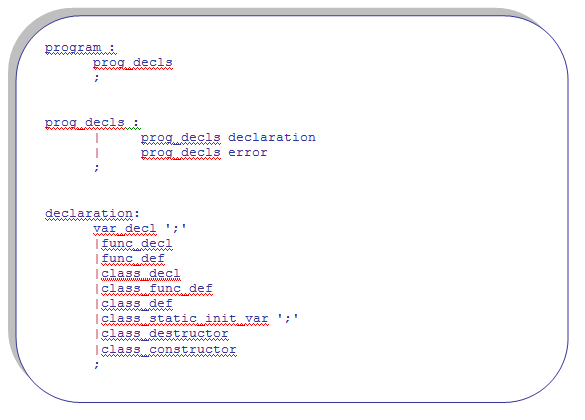 program :
prog_decls
;
prog_decls :
| prog_decls declaration
| prog_decls error
;
declaration:
var_decl ';'
|func_decl
|func_def
|class_decl
|class_func_def
|class_def
|class_static_init_var ';'
|class_destructor
|class_constructor
;